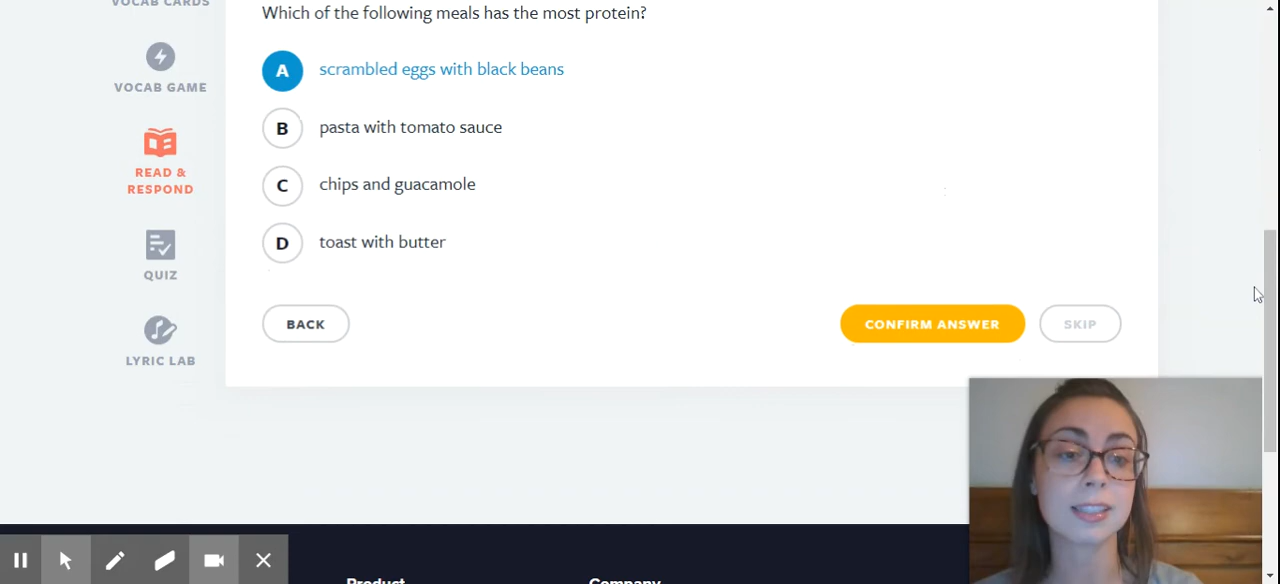 VOCAB CARDS
VOCAB GAME
READ &
RESPOND
QUIZ
LYRIC LAB
Which of the following meals has the most protein?
A scrambled eggs with black beans
B pasta with tomato sauce
C chips and guacamole
D toast with butter
BACK
CONFIRM ANSWER
SKIP
Product
Company